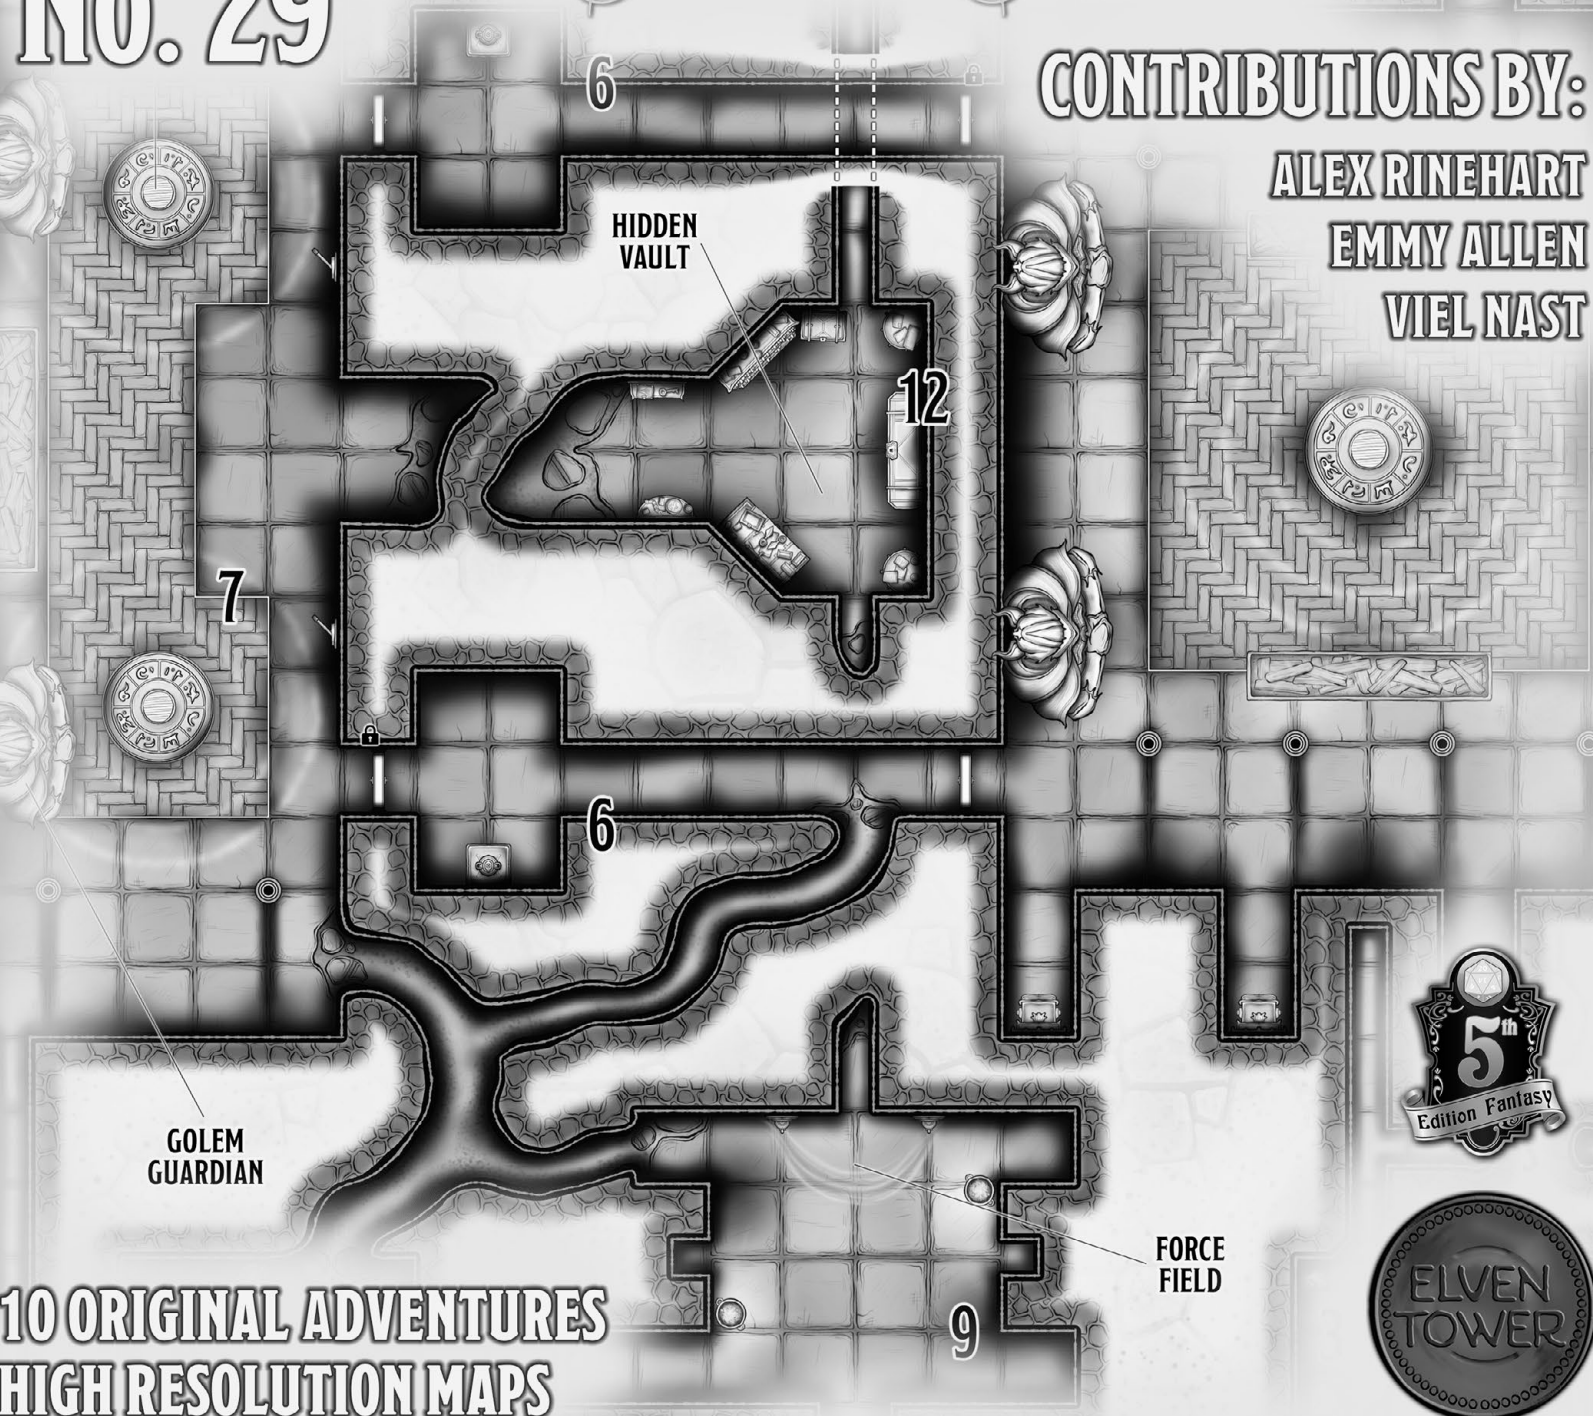 No. 29
CONTRIBUTIONS BY:
ALEX RINEHART
EMMY ALLEN
VIEL NAST
6
HIDDEN
VAULT
12
7
6
GOLEM
GUARDIAN
5th
Edition Fantasy
FORCE
FIELD
9
10 ORIGINAL ADVENTURES
HIGH RESOLUTION MAPS
ELVEN
TOWER